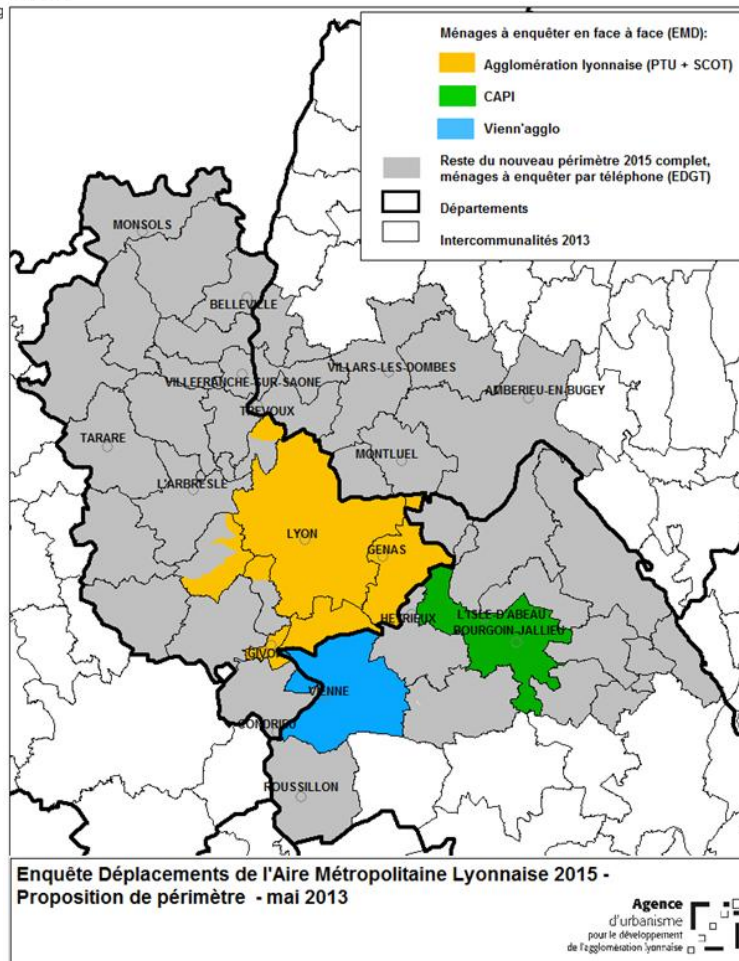 g
Ménages à enquêter en face à face (EMD):
Agglomération lyonnaise (PTU + SCOT)
CAPI
Vienn'agglo
Reste du nouveau périmètre 2015 complet,
ménages à enquêter par téléphone (EDGT)
Départements
Intercommunalités 2013
MONSOLS
BELLEVILLE
VILLARS-LES-DOMBES
VILLEFRANCHE-SUR-SAONE
AMBERIEU-EN-BUGEY
TREVOUX
TARARE
MONTLUEL
L'ARBRESLE
LYON
GENAS
HEYRIEUX
L'ISLE-D'ABEAU
BOURGOIN-JALLIEU
GIVORS
VIENNE
CONDRIEU
ROUSSILLON
Enquête Déplacements de l'Aire Métropolitaine Lyonnaise 2015 -
Proposition de périmètre - mai 2013
Agence
d'urbanisme
pour le développement
de l'agglomération lyonnaise